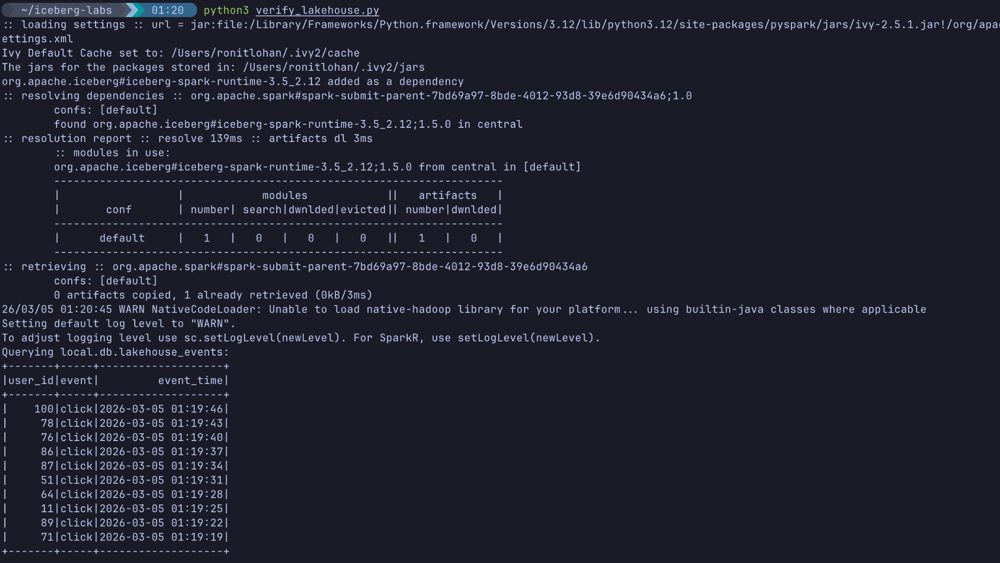 ~/iceberg-labs 01:20 python3 verify_lakehouse.py
:: loading settings :: url = jar:file:/Library/Frameworks/Python.framework/Versions/3.12/lib/python3.12/site-packages/pyspark/jars/ivy-2.5.1.jar!/org/apac
ettings.xml
Ivy Default Cache set to: /Users/ronitlohan/.ivy2/cache
The jars for the packages stored in: /Users/ronitlohan/.ivy2/jars
org.apache.iceberg#iceberg-spark-runtime-3.5_2.12 added as a dependency
:: resolving dependencies :: org.apache.spark#spark-submit-parent-7bd69a97-8bde-4012-93d8-39e6d90434a6;1.0
        confs: [default]
        found org.apache.iceberg#iceberg-spark-runtime-3.5_2.12;1.5.0 in central
:: resolution report :: resolve 139ms :: artifacts dl 3ms
        :: modules in use:
        org.apache.iceberg#iceberg-spark-runtime-3.5_2.12;1.5.0 from central in [default]
        ---------------------------------------------------------------------
        |                  |            modules            ||   artifacts   |
        |       conf       | number| search|dwnlded|evicted|| number|dwnlded|
        ---------------------------------------------------------------------
        |      default     |   1   |   0   |   0   |   0   ||   1   |   0   |
        ---------------------------------------------------------------------
:: retrieving :: org.apache.spark#spark-submit-parent-7bd69a97-8bde-4012-93d8-39e6d90434a6
        confs: [default]
        0 artifacts copied, 1 already retrieved (0kB/3ms)
26/03/05 01:20:45 WARN NativeCodeLoader: Unable to load native-hadoop library for your platform... using builtin-java classes where applicable
Setting default log level to "WARN".
To adjust logging level use sc.setLogLevel(newLevel). For SparkR, use setLogLevel(newLevel).
Querying local.db.lakehouse_events:
+-------+-----+-------------------+
|user_id|event|         event_time|
+-------+-----+-------------------+
|    100|click|2026-03-05 01:19:46|
|     78|click|2026-03-05 01:19:43|
|     76|click|2026-03-05 01:19:40|
|     86|click|2026-03-05 01:19:37|
|     87|click|2026-03-05 01:19:34|
|     51|click|2026-03-05 01:19:31|
|     64|click|2026-03-05 01:19:28|
|     11|click|2026-03-05 01:19:25|
|     89|click|2026-03-05 01:19:22|
|     71|click|2026-03-05 01:19:19|
+-------+-----+-------------------+